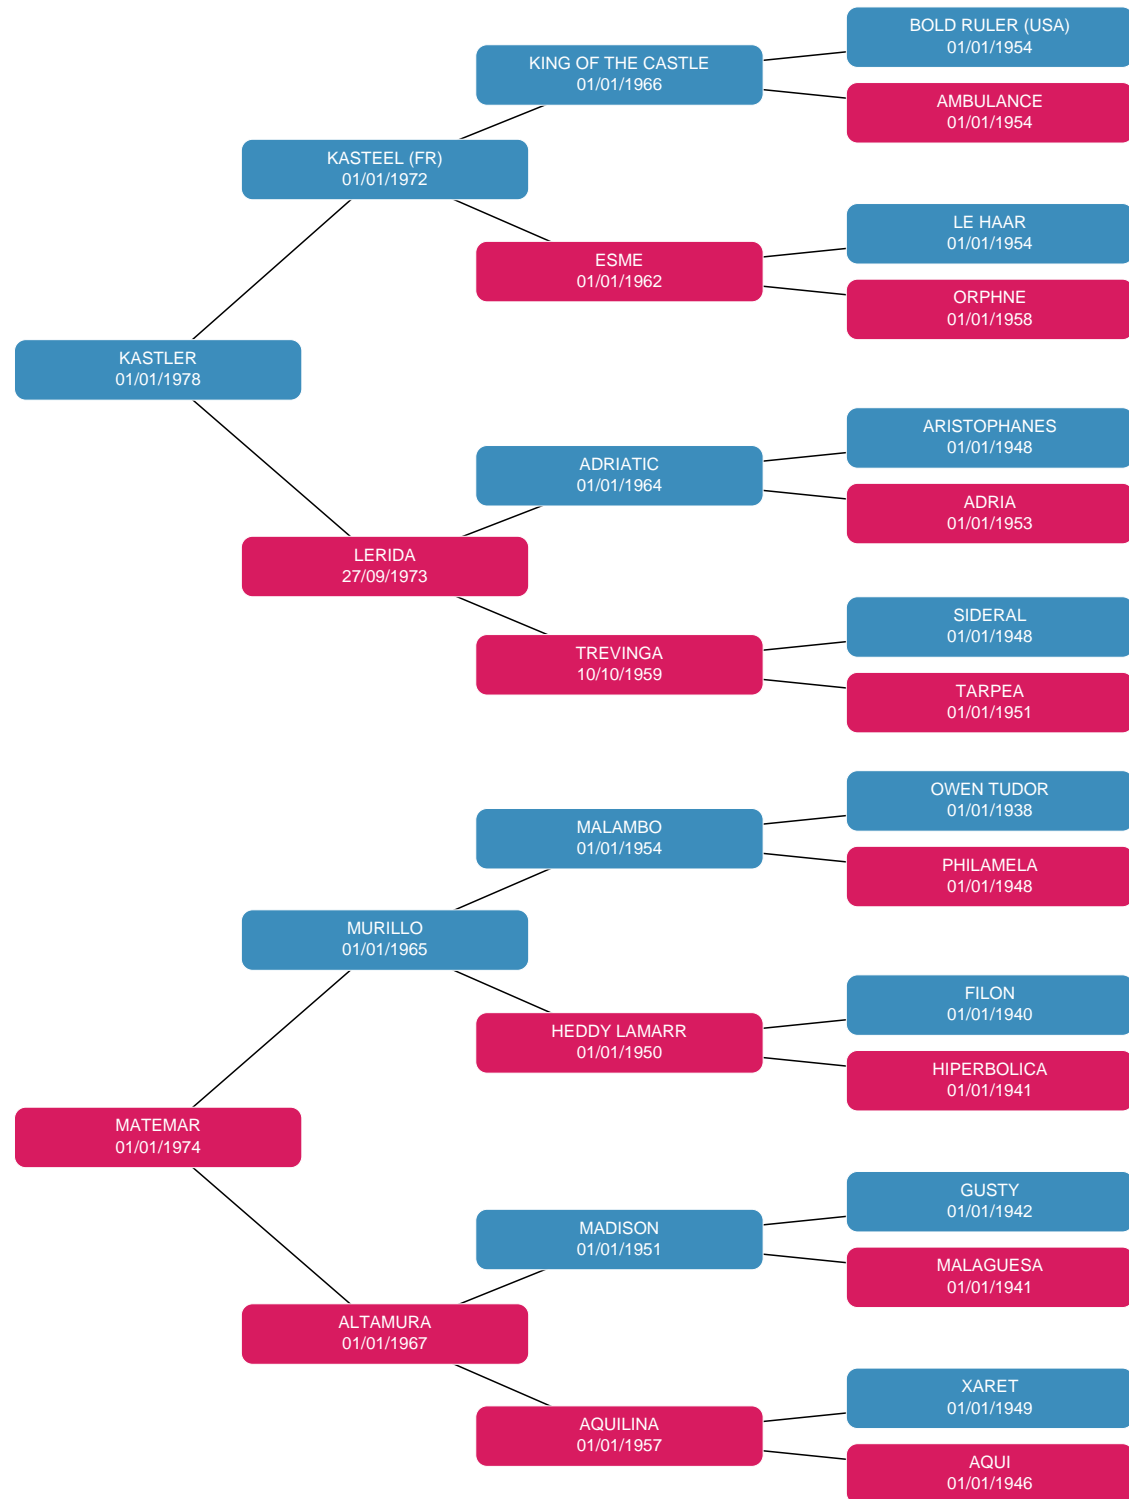 BOLD RULER (USA)
01/01/1954
KING OF THE CASTLE
01/01/1966
AMBULANCE
01/01/1954
KASTEEL (FR)
01/01/1972
LE HAAR
01/01/1954
ESME
01/01/1962
ORPHNE
01/01/1958
KASTLER
01/01/1978
ARISTOPHANES
01/01/1948
ADRIATIC
01/01/1964
ADRIA
01/01/1953
LERIDA
27/09/1973
SIDERAL
01/01/1948
TREVINGA
10/10/1959
TARPEA
01/01/1951
OWEN TUDOR
01/01/1938
MALAMBO
01/01/1954
PHILAMELA
01/01/1948
MURILLO
01/01/1965
FILON
01/01/1940
HEDDY LAMARR
01/01/1950
HIPERBOLICA
01/01/1941
MATEMAR
01/01/1974
GUSTY
01/01/1942
MADISON
01/01/1951
MALAGUESA
01/01/1941
ALTAMURA
01/01/1967
XARET
01/01/1949
AQUILINA
01/01/1957
AQUI
01/01/1946